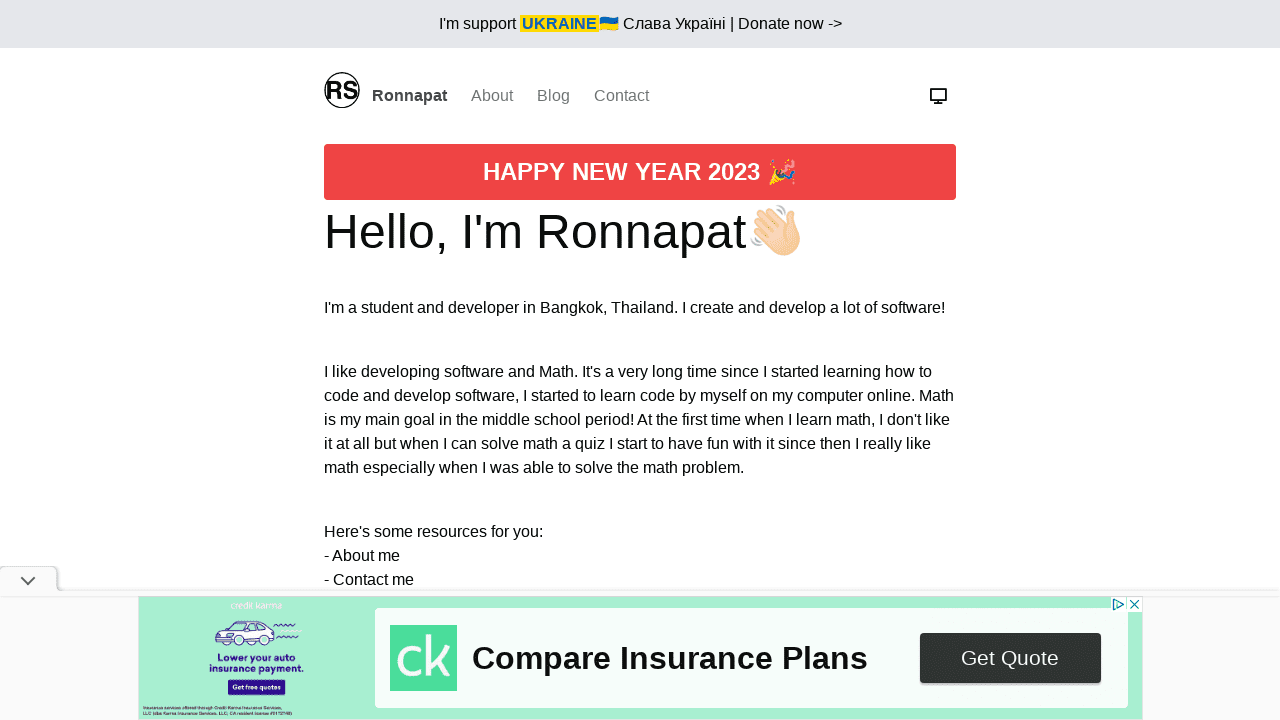 I'm support UKRAINE🇺🇦 Слава Україні | Donate now ->
RS Ronnapat About Blog Contact
HAPPY NEW YEAR 2023 🎉
Hello, I'm Ronnapat👋🏻
I'm a student and developer in Bangkok, Thailand. I create and develop a lot of software!
I like developing software and Math. It's a very long time since I started learning how to
code and develop software, I started to learn code by myself on my computer online. Math
is my main goal in the middle school period! At the first time when I learn math, I don't like
it at all but when I can solve math a quiz I start to have fun with it since then I really like
math especially when I was able to solve the math problem.
Here's some resources for you:
- About me
- Contact me
credit karma
Lower your auto
insurance payment.
Get free quotes
Insurance services offered through Credit Karma Insurance Services,
ck Compare Insurance Plans Get Quote